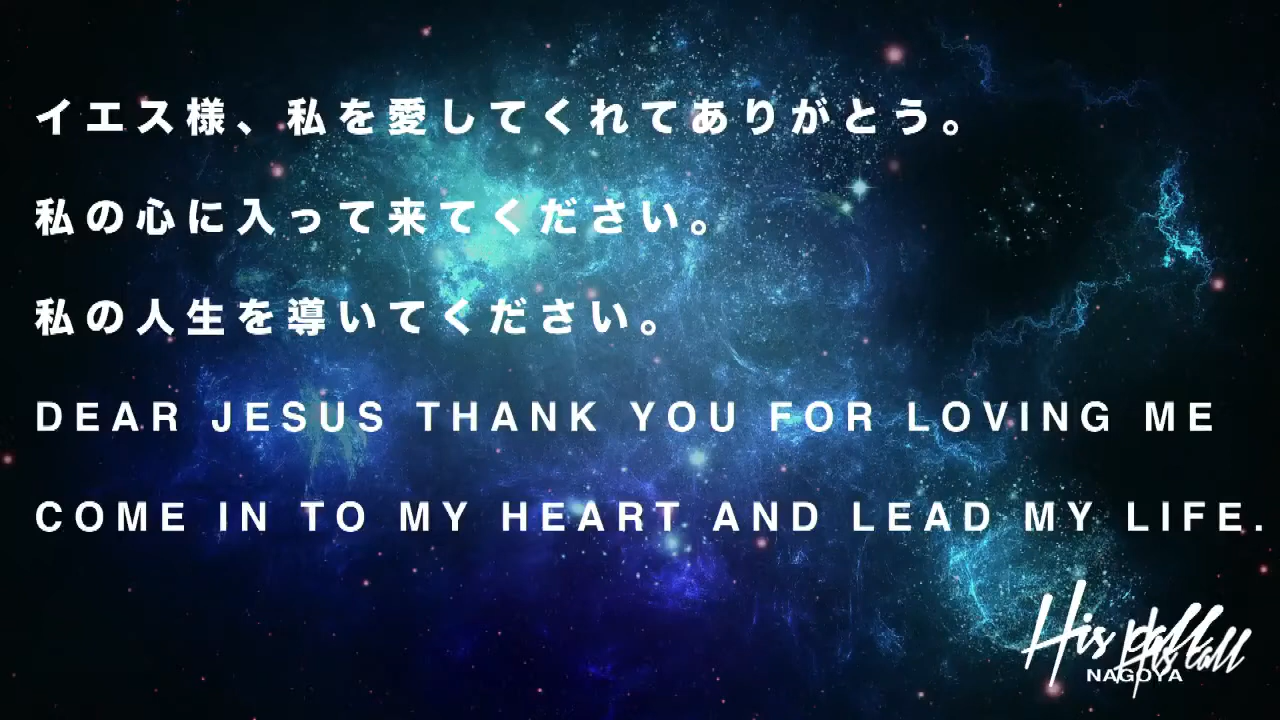 イエス様、私を愛してくれてありがとう。
私の心に入って来てください。
私の人生を導いてください。
DEAR JESUS THANK YOU FOR LOVING ME
COME IN TO MY HEART AND LEAD MY LIFE.
His call
His call
NAGOYA